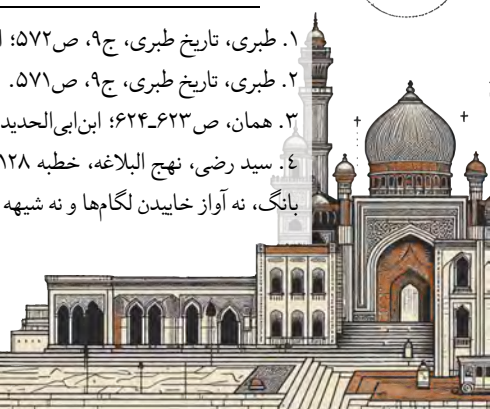 ۱. طبری، تاریخ طبری، ج۹، ص۵۷۲؛
۲. طبری، تاریخ طبری، ج۹، ص۵۷۱.
۳. همان، ص۶۲۳ـ۶۲۴؛ ابن‌ابی‌الحدید
٤. سید رضی، نهج البلاغه، خطبه ۱۲۸
بانگ، نه آواز خاییدن لگام‌ها و نه شیهه